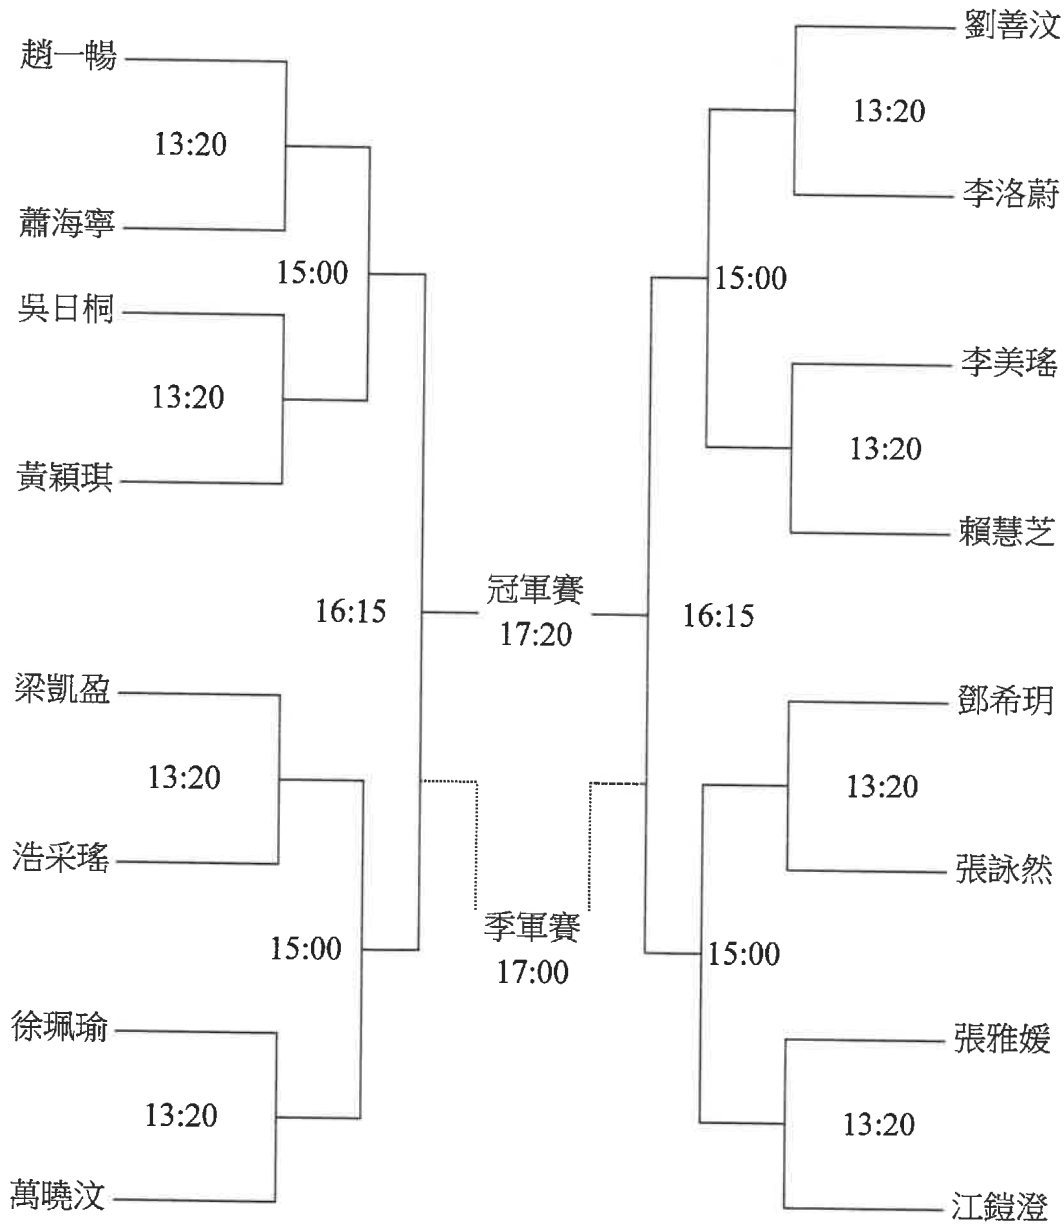 趙一暢
13:20
蕭海寧
15:00
吳日桐
13:20
黃穎琪
16:15
梁凱盈
13:20
浩采瑤
15:00
徐珮瑜
13:20
萬曉汶
冠軍賽
17:20
季軍賽
17:00
劉善汶
13:20
李洛蔚
15:00
李美瑤
13:20
賴慧芝
16:15
鄧希玥
13:20
張詠然
15:00
張雅媛
13:20
江鎧澄